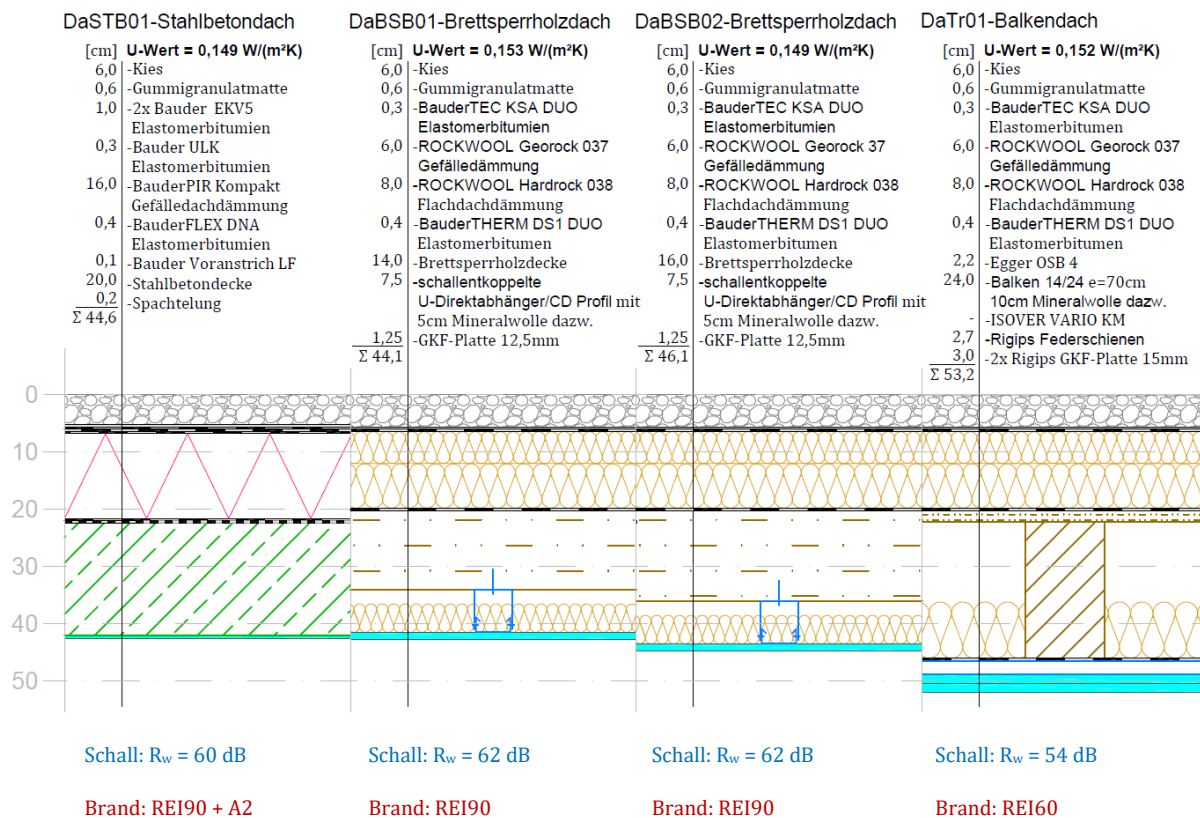 DaSTB01-Stahlbetondach
[cm] U-Wert = 0,149 W/(m²K)
6,0 -Kies
0,6 -Gummigranulatmatte
1,0 -2x Bauder EKV5
Elastomerbitumien
0,3 -Bauder ULK
Elastomerbitumien
16,0 -BauderPIR Kompakt
Gefälledachdämmung
0,4 -BauderFLEX DNA
Elastomerbitumien
0,1 -Bauder Voranstrich LF
20,0 -Stahlbetondecke
0,2 -Spachtelung
Σ 44,6
DaBSB01-Brettsperrholzdach
[cm] U-Wert = 0,153 W/(m²K)
6,0 -Kies
0,6 -Gummigranulatmatte
0,3 -BauderTEC KSA DUO
Elastomerbitumien
6,0 -ROCKWOOL Georock 037
Gefälledämmung
8,0 -ROCKWOOL Hardrock 038
Flachdachdämmung
0,4 -BauderTHERM DS1 DUO
Elastomerbitumen
14,0 -Brettsperrholzdecke
7,5 -schallentkoppelte
U-Direktabhänger/CD Profil mit
5cm Mineralwolle dazw.
1,25 -GKF-Platte 12,5mm
Σ 44,1
DaBSB02-Brettsperrholzdach
[cm] U-Wert = 0,149 W/(m²K)
6,0 -Kies
0,6 -Gummigranulatmatte
0,3 -BauderTEC KSA DUO
Elastomerbitumien
6,0 -ROCKWOOL Georock 37
Gefälledämmung
8,0 -ROCKWOOL Hardrock 038
Flachdachdämmung
0,4 -BauderTHERM DS1 DUO
Elastomerbitumen
16,0 -Brettsperrholzdecke
7,5 -schallentkoppelte
U-Direktabhänger/CD Profil mit
5cm Mineralwolle dazw.
1,25 -GKF-Platte 12,5mm
Σ 46,1
DaTr01-Balkendach
[cm] U-Wert = 0,152 W/(m²K)
6,0 -Kies
0,6 -Gummigranulatmatte
0,3 -BauderTEC KSA DUO
Elastomerbitumen
6,0 -ROCKWOOL Georock 037
Gefälledämmung
8,0 -ROCKWOOL Hardrock 038
Flachdachdämmung
0,4 -BauderTHERM DS1 DUO
Elastomerbitumen
2,2 -Egger OSB 4
24,0 -Balken 14/24 e=70cm
10cm Mineralwolle dazw.
- -ISOVER VARIO KM
2,7 -Rigips Federschienen
3,0 -2x Rigips GKF-Platte 15mm
Σ 53,2
0
10
20
30
40
50
Schall: Rw = 60 dB
Schall: Rw = 62 dB
Schall: Rw = 62 dB
Schall: Rw = 54 dB
Brand: REI90 + A2
Brand: REI90
Brand: REI90
Brand: REI60